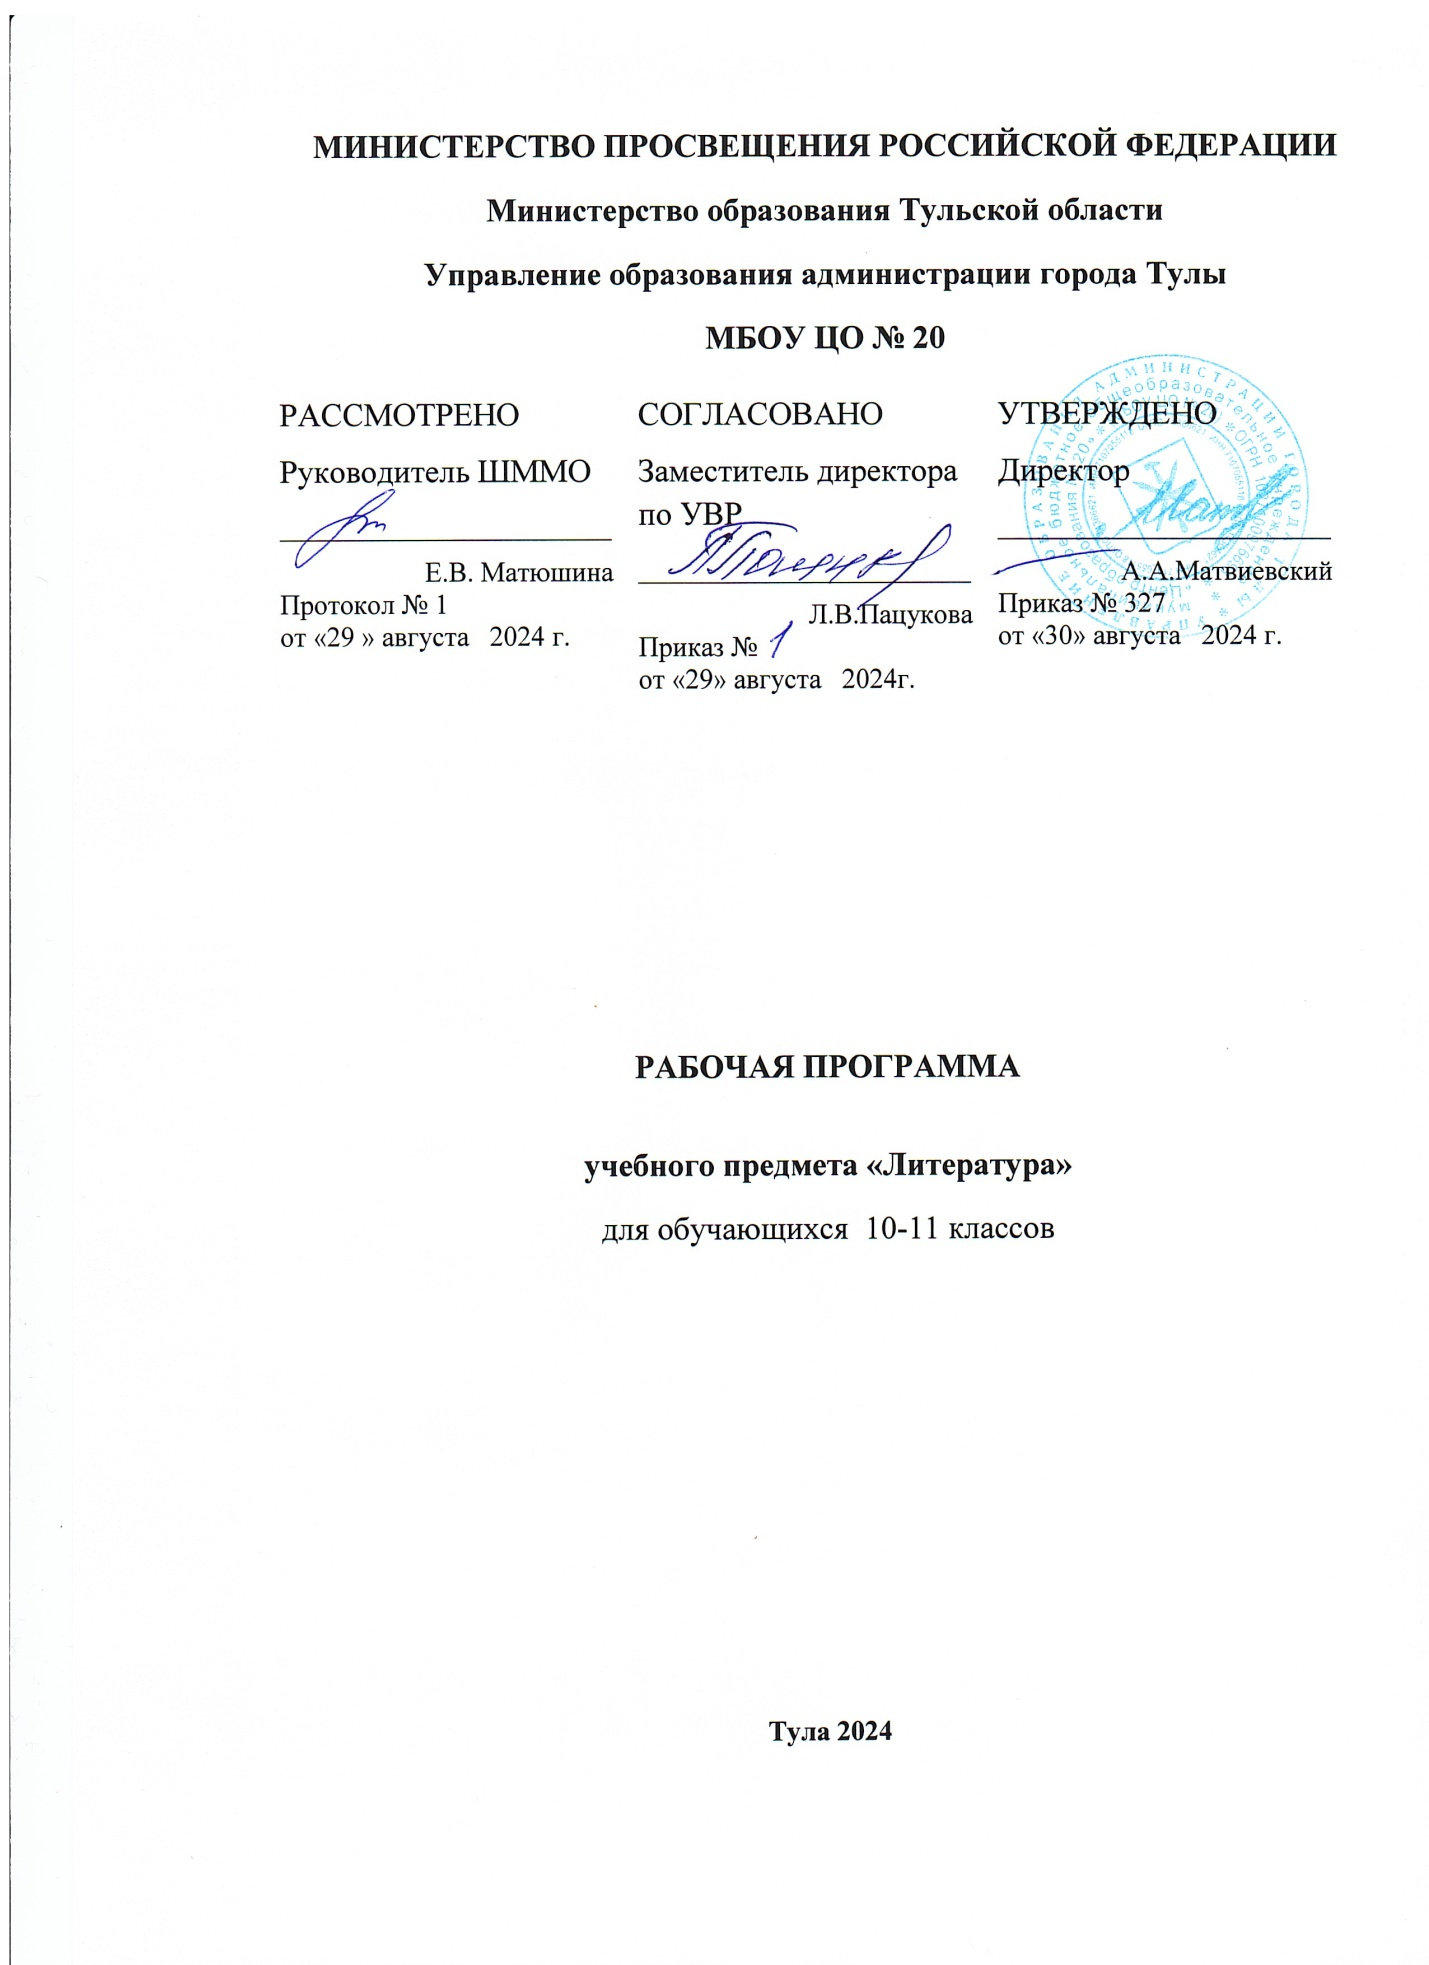 МИНИСТЕРСТВО ПРОСВЕЩЕНИЯ РОССИЙСКОЙ ФЕДЕРАЦИИ
Министерство образования Тульской области
Управление образования администрации города Тулы
МБОУ ЦО № 20
РАССМОТРЕНО
Руководитель ШММО
Е.В. Матюшина
Протокол № 1
от «29 » августа 2024 г.
СОГЛАСОВАНО
Заместитель директора
по УВР
Л.В.Пацукова
Приказ № 1
от «29» августа 2024г.
УТВЕРЖДЕНО
Директор
А.А.Матвиевский
Приказ № 327
от «30» августа 2024 г.
РАБОЧАЯ ПРОГРАММА
учебного предмета «Литература»
для обучающихся 10-11 классов
Тула 2024